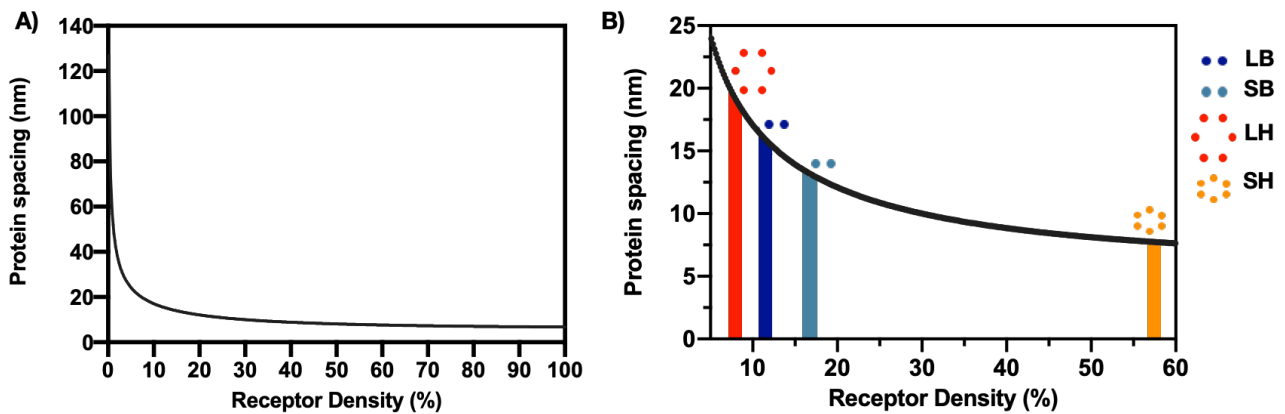 A)
Protein spacing (nm)
140
120
100
80
60
40
20
0
0 10 20 30 40 50 60 70 80 90 100
Receptor Density (%)
B)
Protein spacing (nm)
25
20
15
10
5
0
10 20 30 40 50 60
Receptor Density (%)
LB
SB
LH
SH